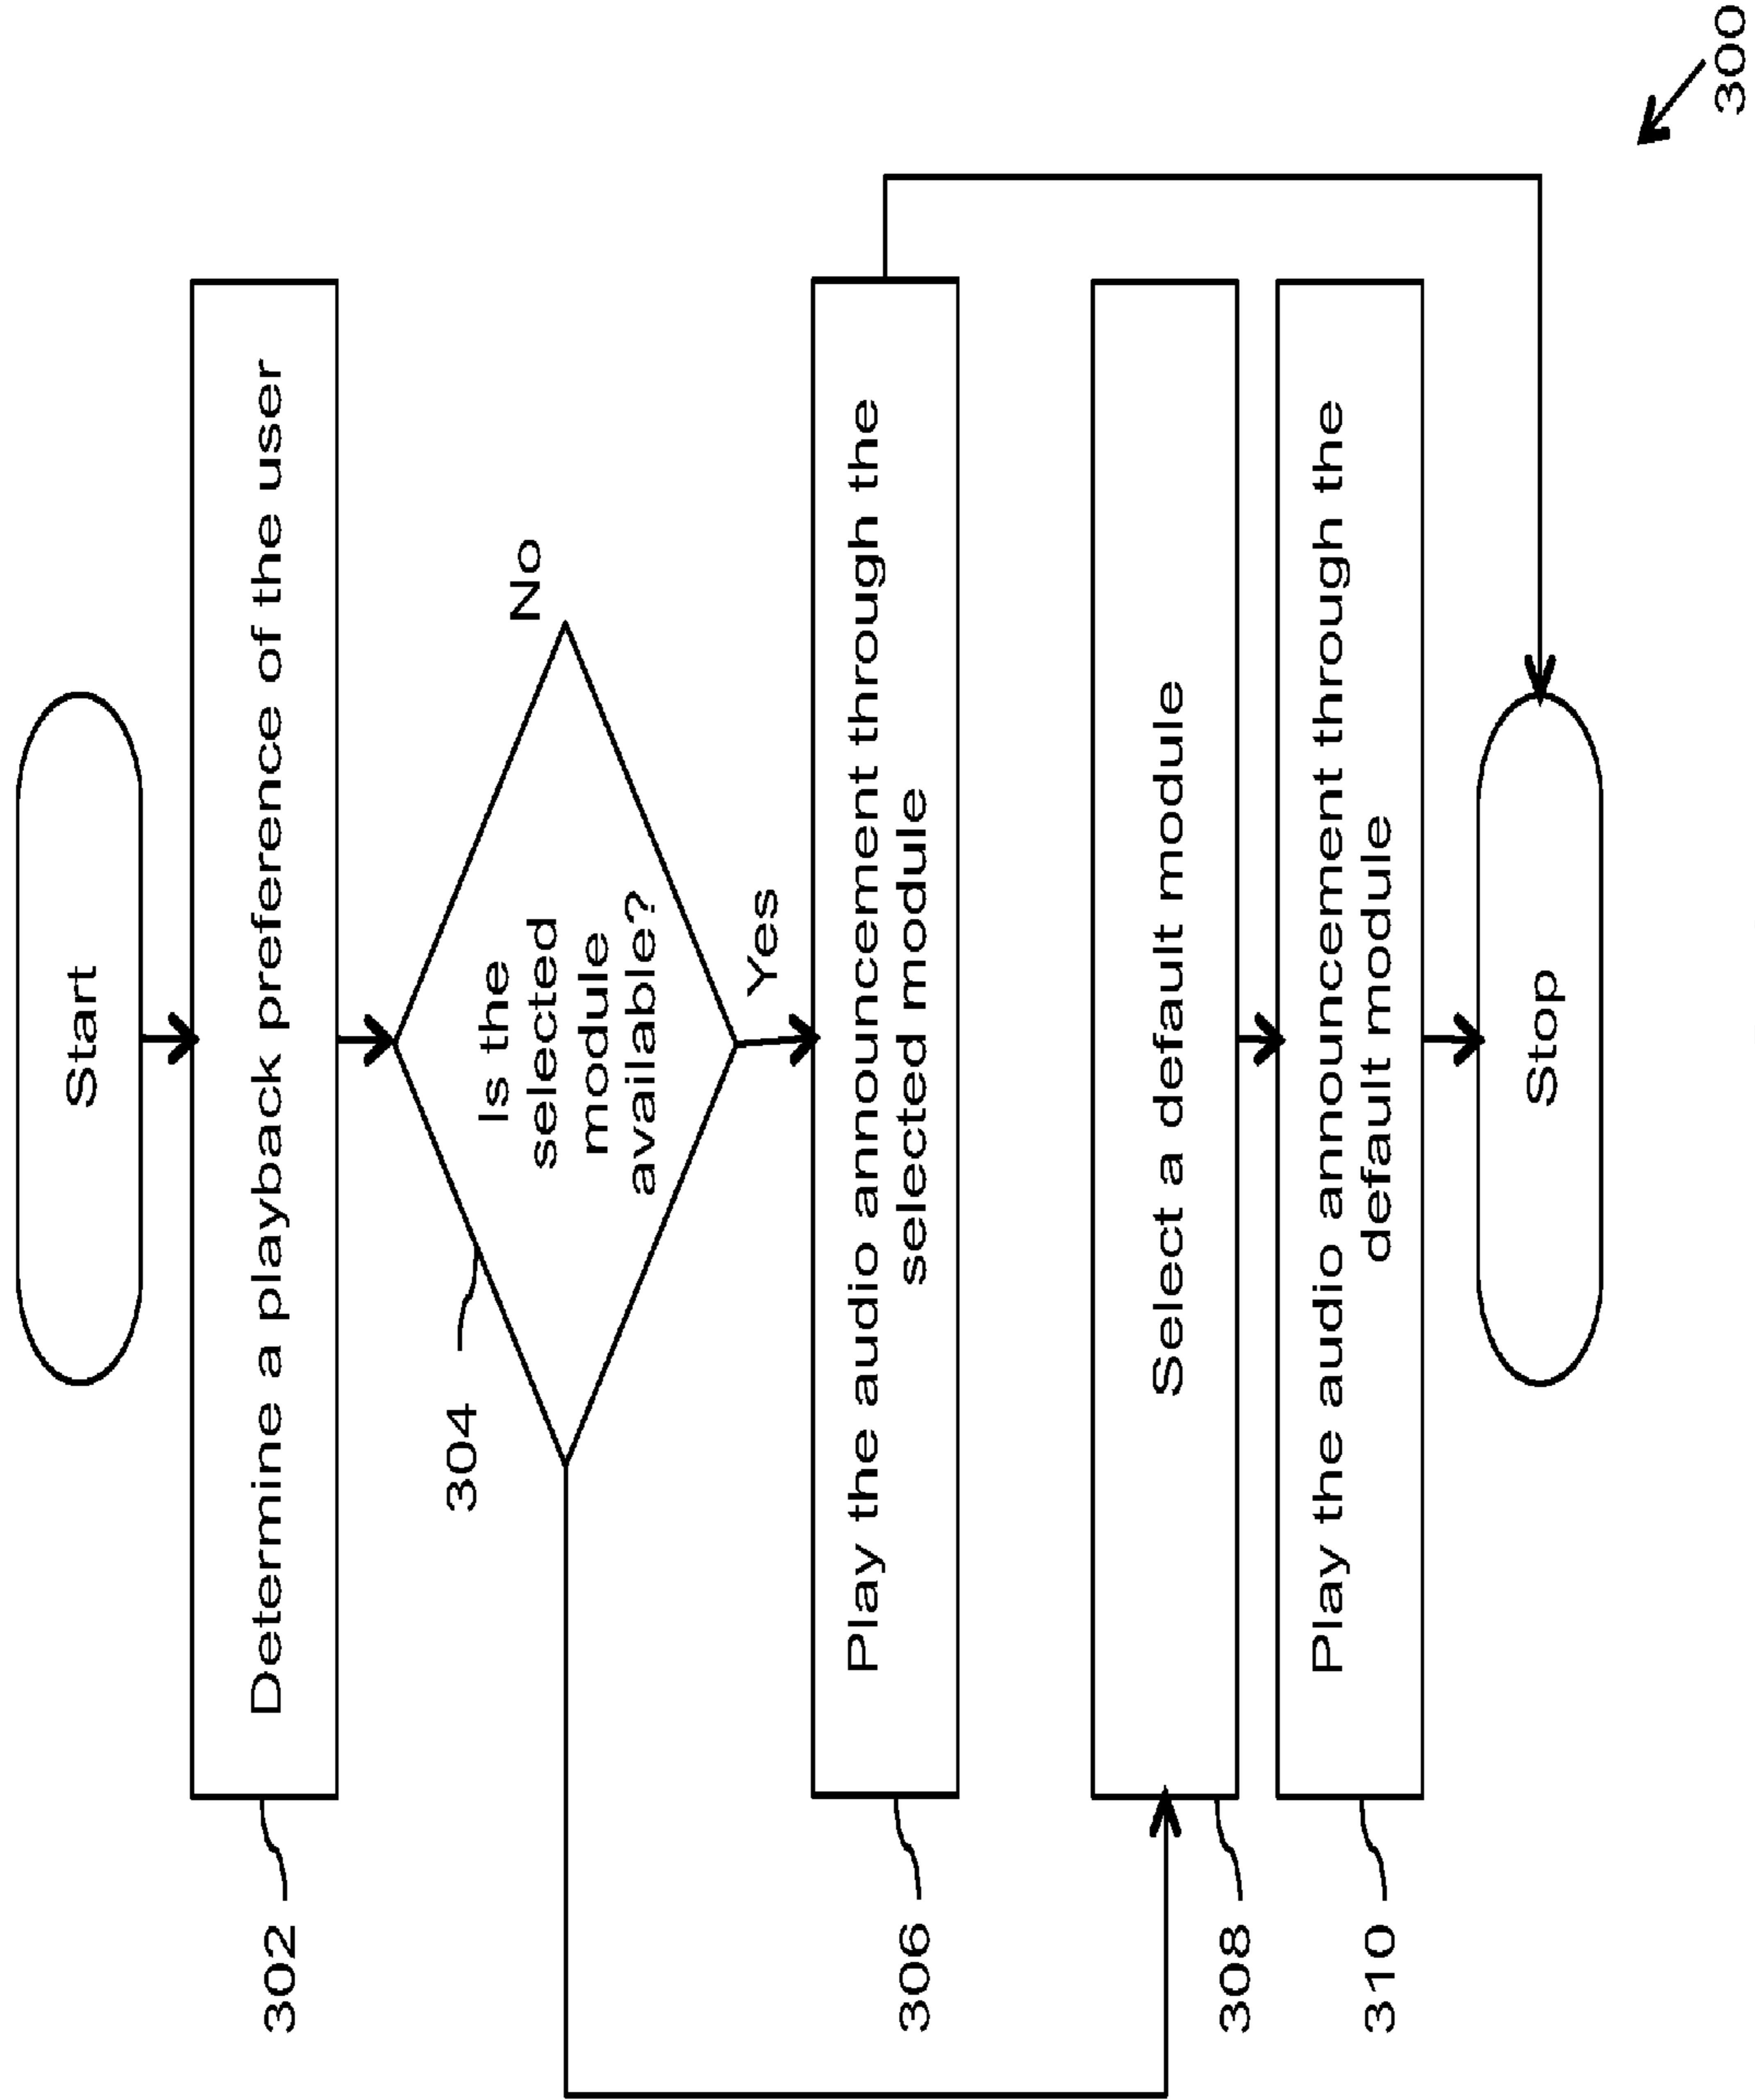 Start
302
Determine a playback preference of the user
304
Is the
selected
module
available?
No
Yes
306
Play the audio announcement through the
selected module
308
Select a default module
310
Play the audio announcement through the
default module
Stop
300